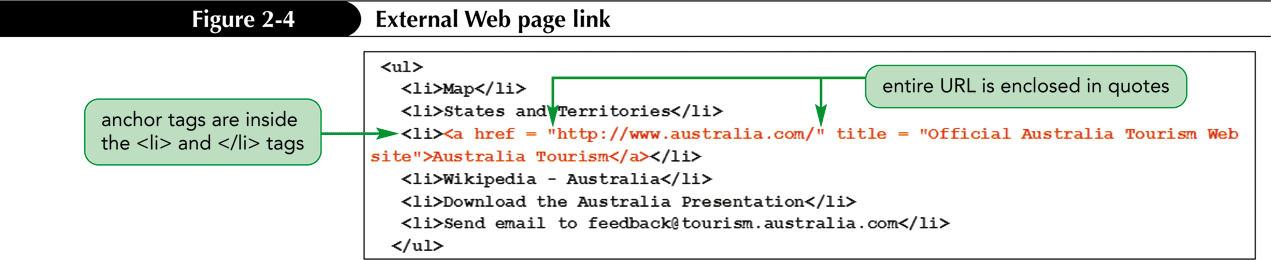 Figure 2-4 External Web page link
<ul>
<li>Map</li>
entire URL is enclosed in quotes
<li>States and Territories</li>
anchor tags are inside
the <li> and </li> tags
<li><a href = "http://www.australia.com/" title = "Official Australia Tourism Web
site">Australia Tourism</a></li>
<li>Wikipedia - Australia</li>
<li>Download the Australia Presentation</li>
<li>Send email to feedback@tourism.australia.com</li>
</ul>